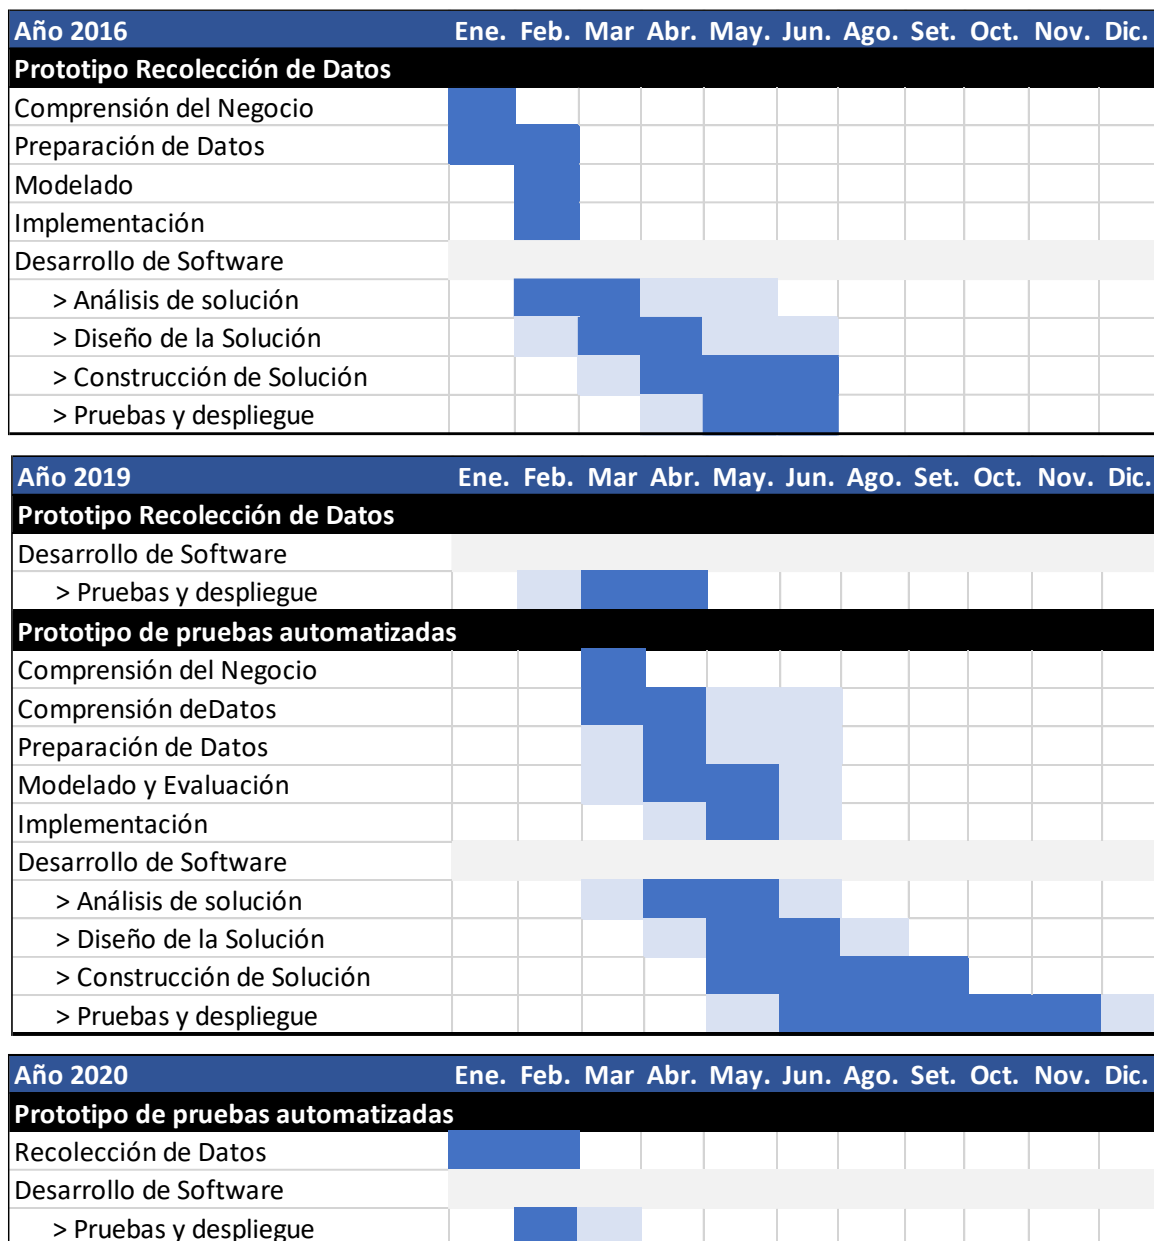 Año 2016 Ene. Feb. Mar Abr. May. Jun. Ago. Set. Oct. Nov. Dic.
Prototipo Recolección de Datos
Comprensión del Negocio
Preparación de Datos
Modelado
Implementación
Desarrollo de Software
> Análisis de solución
> Diseño de la Solución
> Construcción de Solución
> Pruebas y despliegue
Año 2019 Ene. Feb. Mar Abr. May. Jun. Ago. Set. Oct. Nov. Dic.
Prototipo Recolección de Datos
Desarrollo de Software
> Pruebas y despliegue
Prototipo de pruebas automatizadas
Comprensión del Negocio
Comprensión deDatos
Preparación de Datos
Modelado y Evaluación
Implementación
Desarrollo de Software
> Análisis de solución
> Diseño de la Solución
> Construcción de Solución
> Pruebas y despliegue
Año 2020 Ene. Feb. Mar Abr. May. Jun. Ago. Set. Oct. Nov. Dic.
Prototipo de pruebas automatizadas
Recolección de Datos
Desarrollo de Software
> Pruebas y despliegue